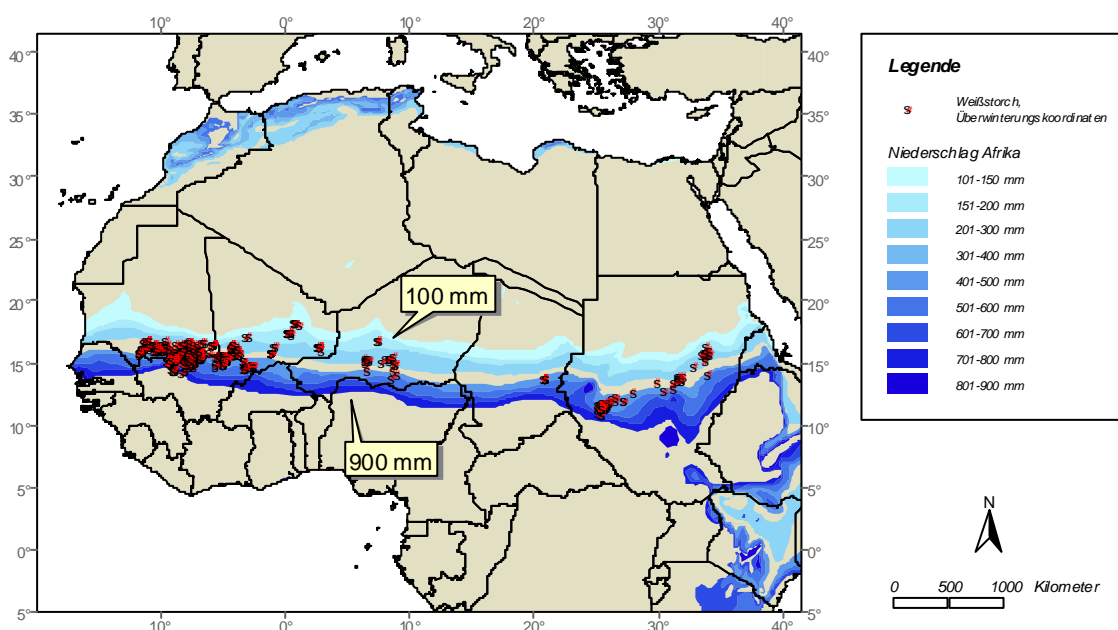 10° 0° 10° 20° 30° 40°
40° 40°
35° 35°
30° 30°
25° 25°
20° 20°
15° 15°
10° 10°
5° 5°
0° 0°
5° 5°
10° 0° 10° 20° 30° 40°
100 mm
900 mm
Legende
Weißstorch,
Überwinterungskoordinaten
Niederschlag Afrika
101-150 mm
151-200 mm
201-300 mm
301-400 mm
401-500 mm
501-600 mm
601-700 mm
701-800 mm
801-900 mm
N
0 500 1000 Kilometer